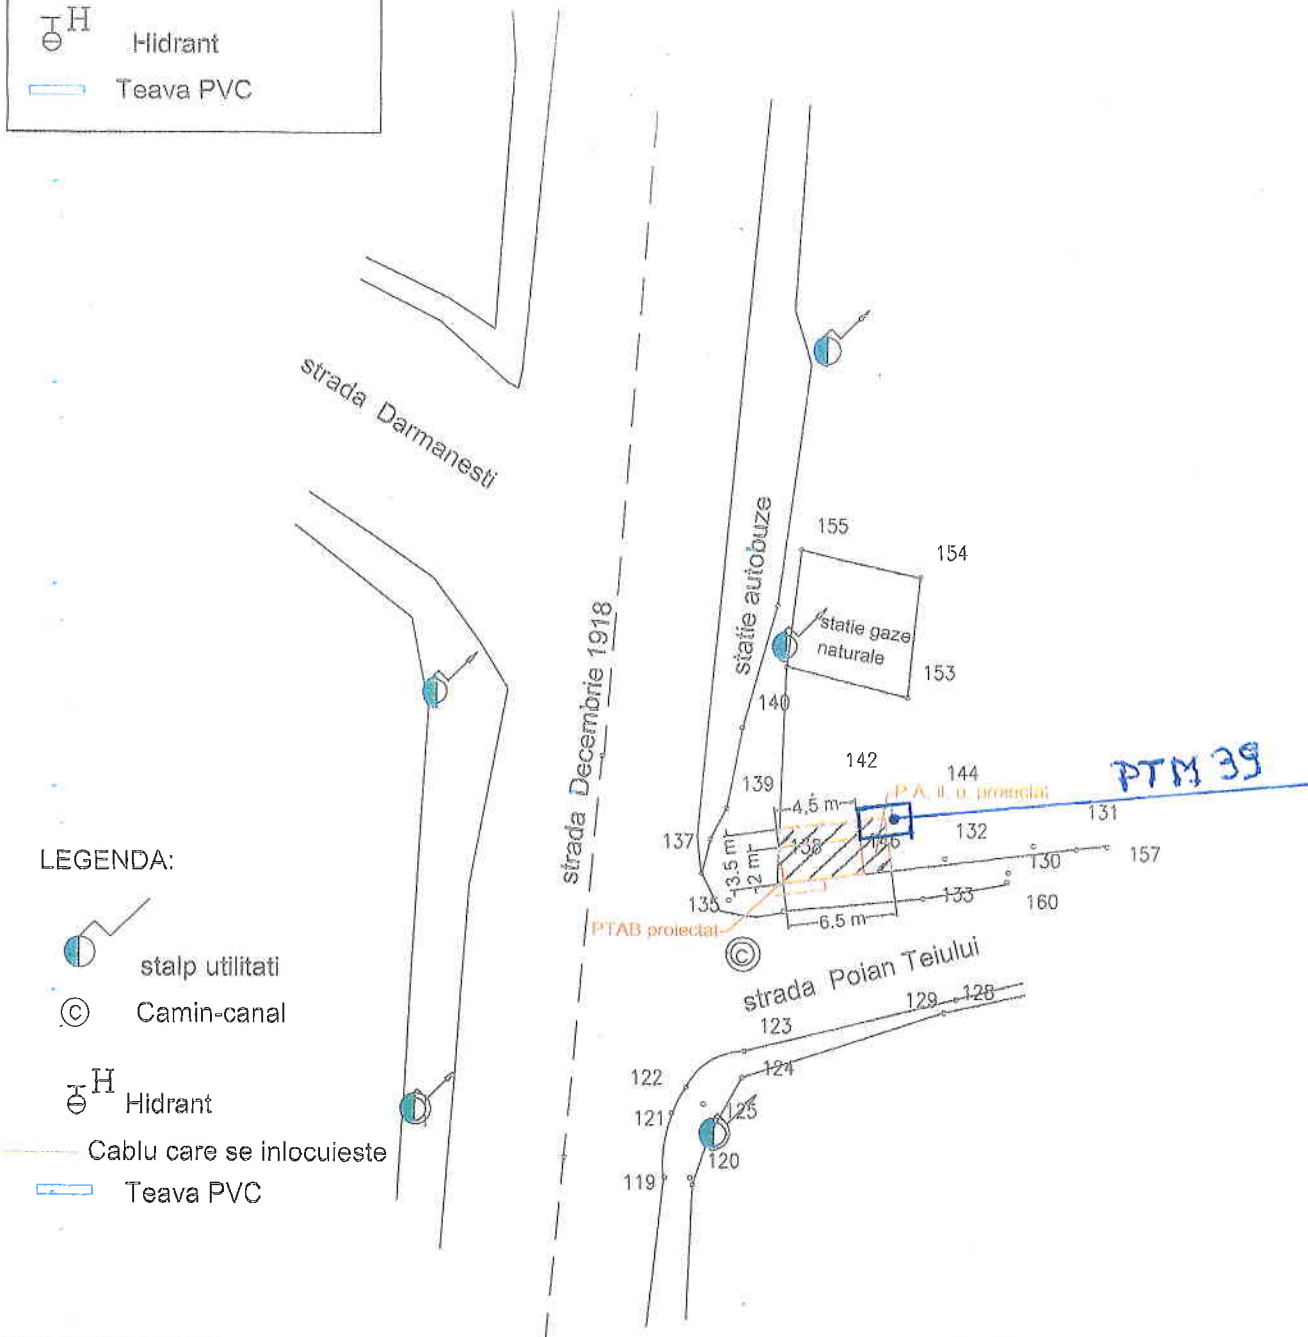 H
Hidrant
Teava PVC
strada Darmanesti
statie autobuze
155
154
statie gaze
naturale
153
strada Decembrie 1918
140
142
144
PTM 39
139
4,5 m
131
137
138
146
132
3.5 m
2 m
130
157
135
133
160
6.5 m
PTAB proiectat
LEGENDA:
stalp utilitati
C
Camin-canal
H
Hidrant
Cablu care se inlocuieste
Teava PVC
C
strada Poian Teiului
129
128
123
124
122
121
125
120
119